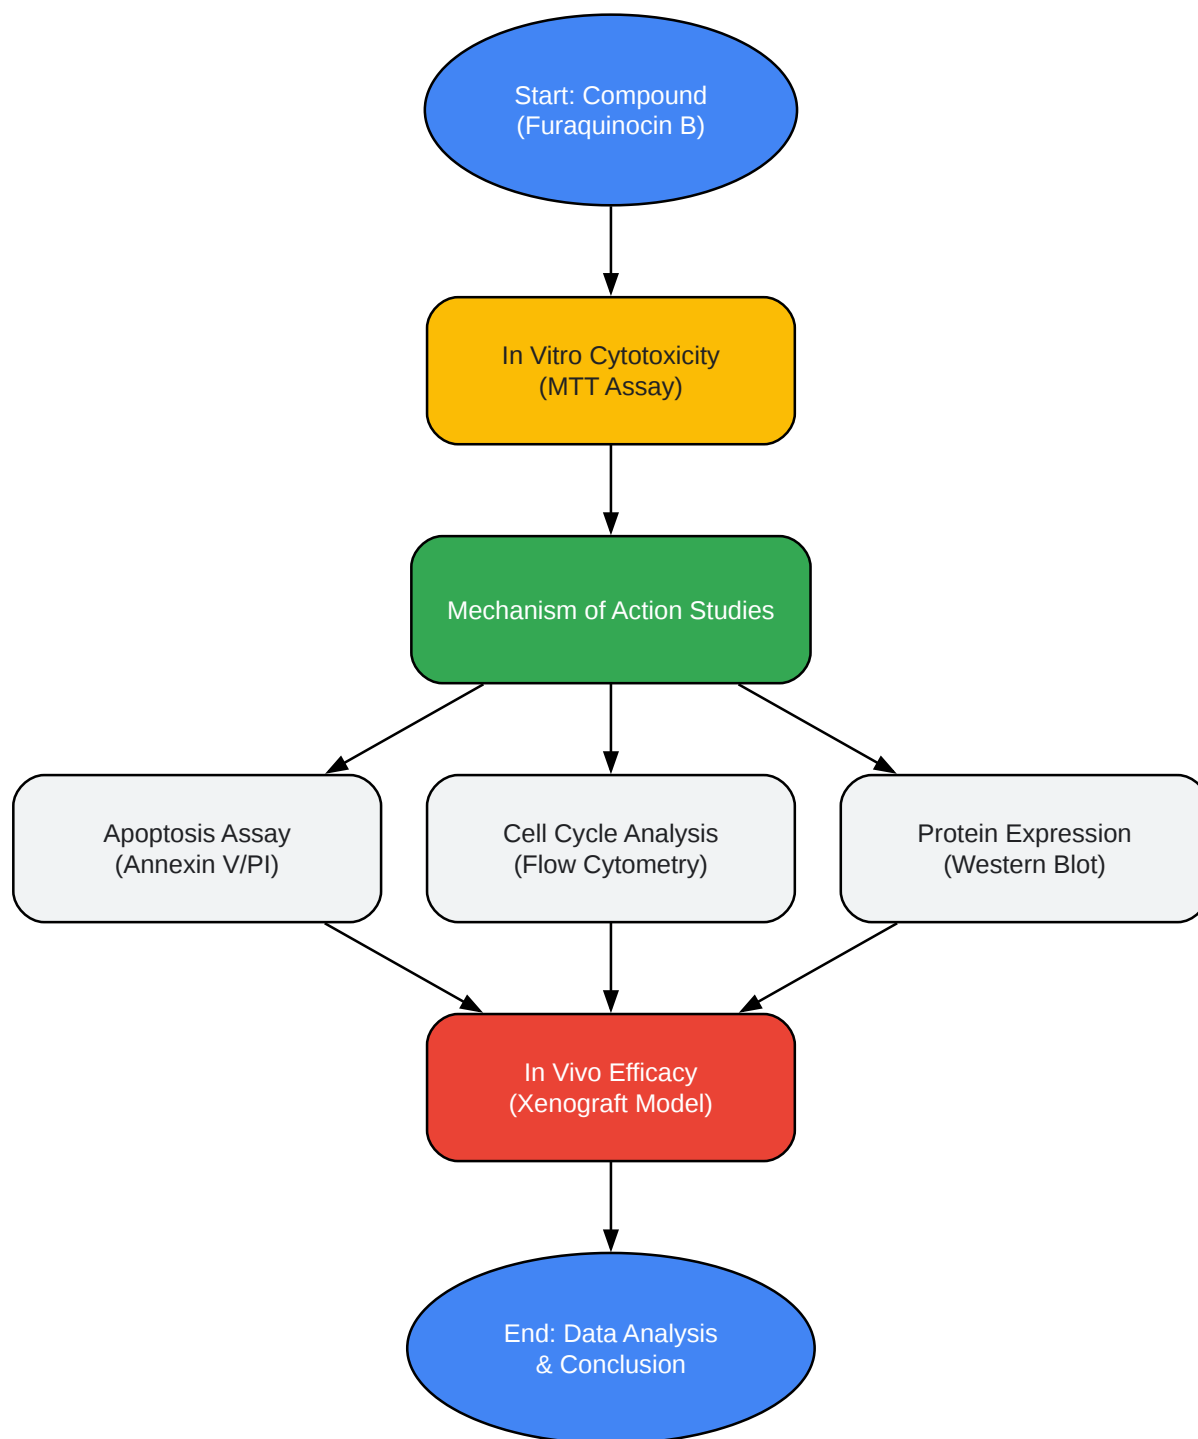 Start: Compound
(Furaquinocin B)
In Vitro Cytotoxicity
(MTT Assay)
Mechanism of Action Studies
Apoptosis Assay
(Annexin V/PI)
Cell Cycle Analysis
(Flow Cytometry)
Protein Expression
(Western Blot)
In Vivo Efficacy
(Xenograft Model)
End: Data Analysis
& Conclusion